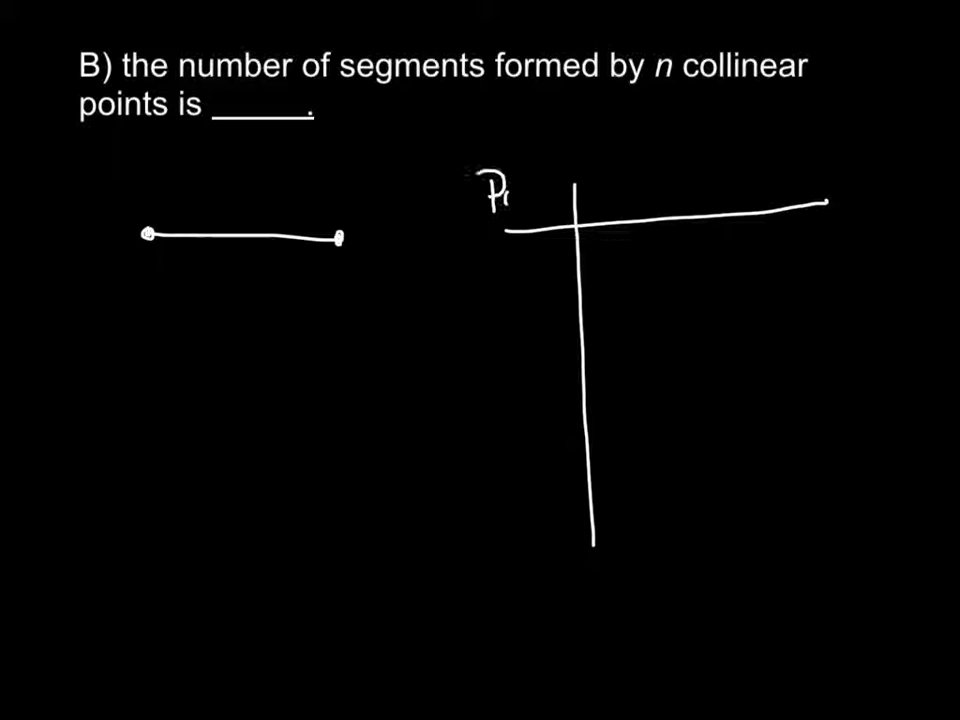 B) the number of segments formed by n collinear
points is ______.
P